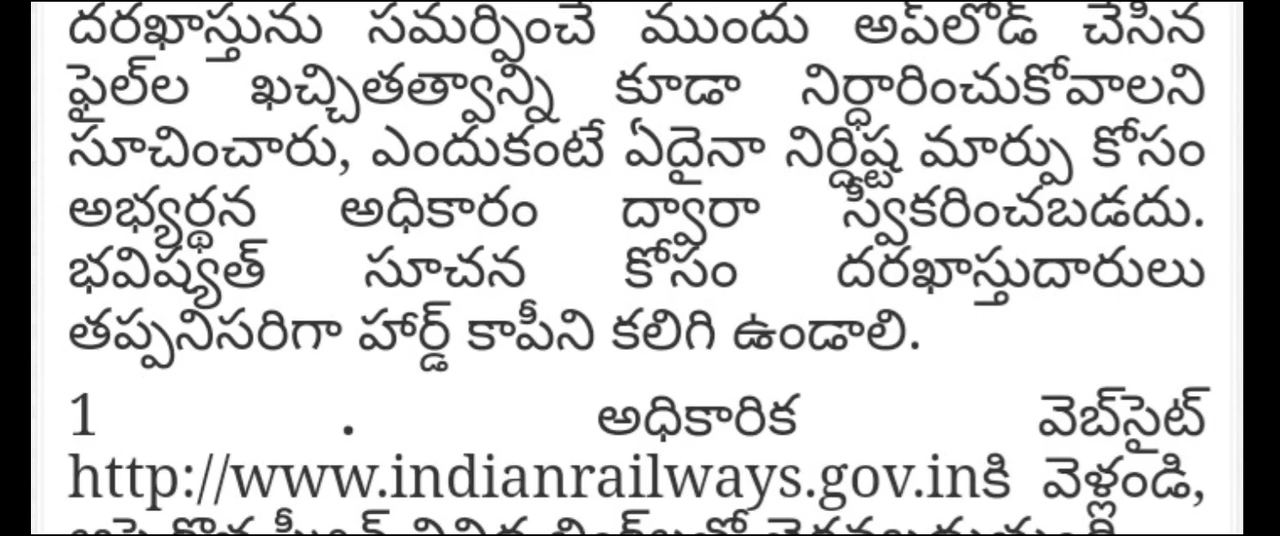 దరఖాస్తును సమర్పించే ముందు అప్‌లోడ్ చేసిన
ఫైల్‌ల ఖచ్చితత్వాన్ని కూడా నిర్ధారించుకోవాలని
సూచించారు, ఎందుకంటే ఏదైనా నిర్దిష్ట మార్పు కోసం
అభ్యర్థన అధికారం ద్వారా స్వీకరించబడదు.
భవిష్యత్ సూచన కోసం దరఖాస్తుదారులు
తప్పనిసరిగా హార్డ్ కాపీని కలిగి ఉండాలి.
1 . అధికారిక వెబ్‌సైట్
http://www.indianrailways.gov.inకి వెళ్లండి,